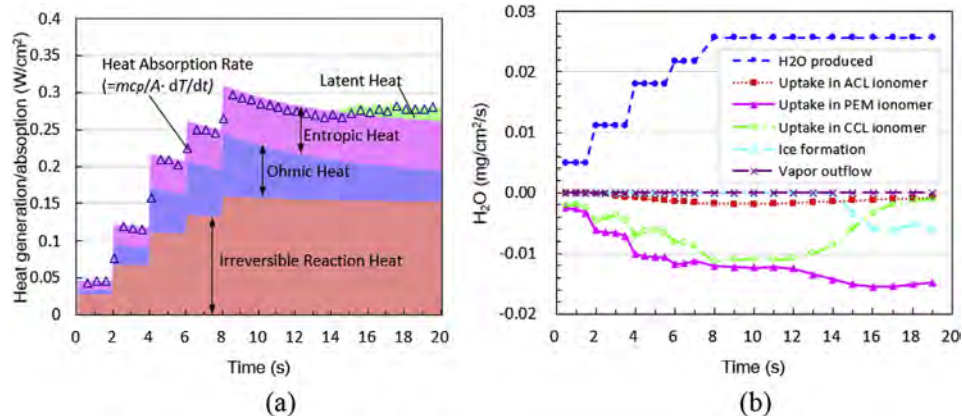 (a)
Heat generation/absorption (W/cm²)
0.4
0.35
0.3
0.25
0.2
0.15
0.1
0.05
0
Heat Absorption Rate
(=mcp/A· dT/dt)
Latent Heat
Entropic Heat
Ohmic Heat
Irreversible Reaction Heat
0 2 4 6 8 10 12 14 16 18 20
Time (s)
(a)
(b)
H₂O (mg/cm²/s)
0.03
0.02
0.01
0.00
-0.01
-0.02
H2O produced
Uptake in ACL ionomer
Uptake in PEM ionomer
Uptake in CCL ionomer
Ice formation
Vapor outflow
0 2 4 6 8 10 12 14 16 18 20
Time (s)
(b)